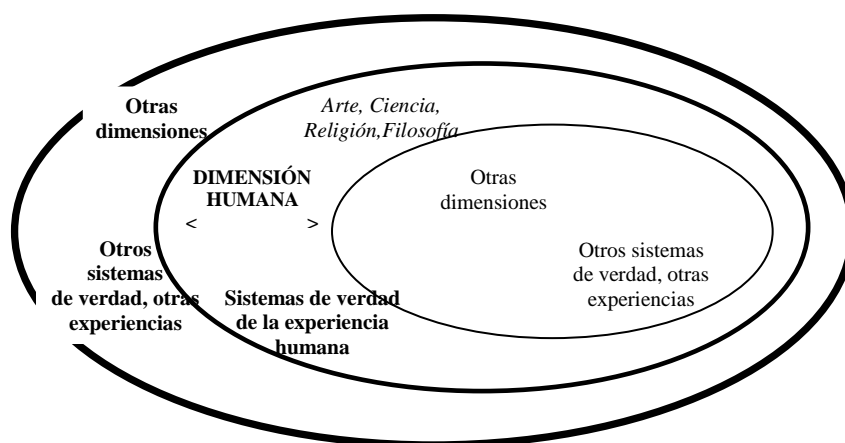 Otras
dimensiones
Arte, Ciencia,
Religión,Filosofía
DIMENSIÓN
HUMANA
< >
Otras
dimensiones
Otros
sistemas
de verdad, otras
experiencias
Sistemas de verdad
de la experiencia
humana
Otros sistemas
de verdad, otras
experiencias